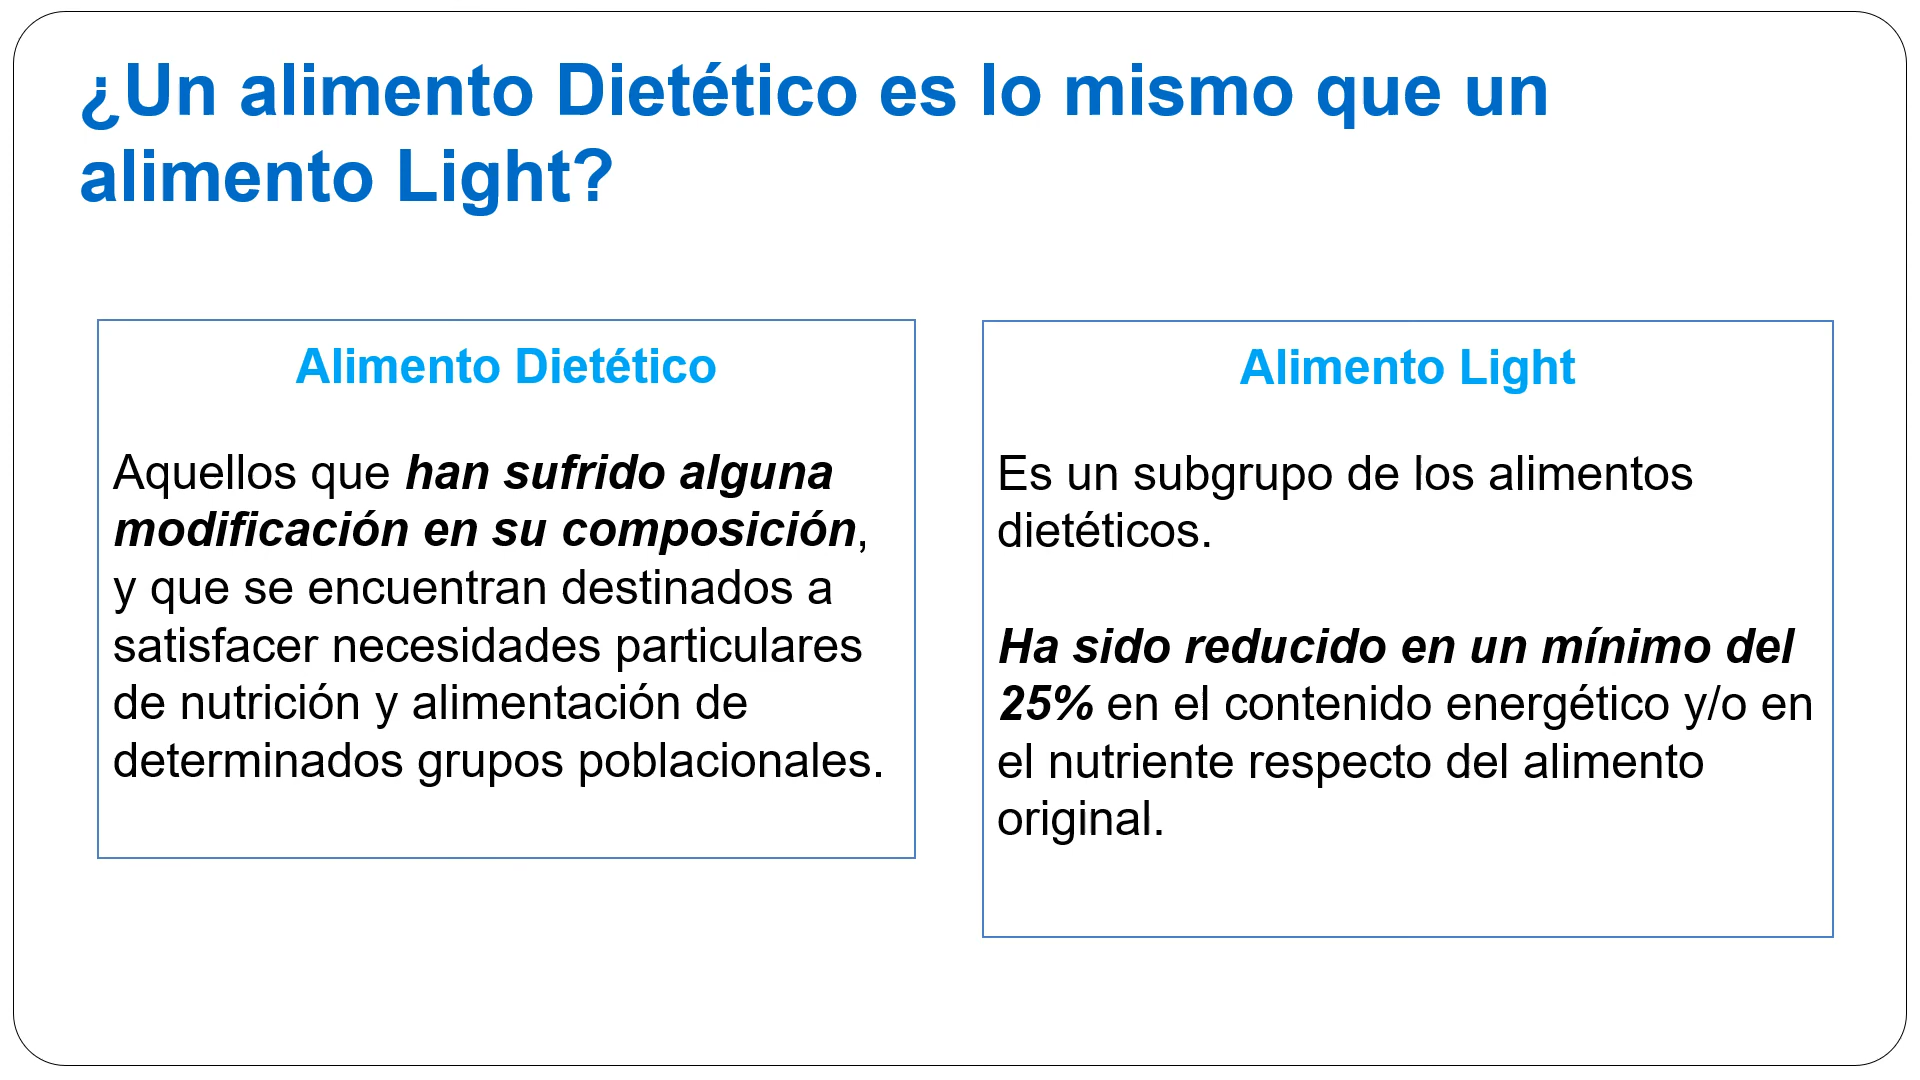 ¿Un alimento Dietético es lo mismo que un
alimento Light?
Alimento Dietético
Aquellos que han sufrido alguna
modificación en su composición,
y que se encuentran destinados a
satisfacer necesidades particulares
de nutrición y alimentación de
determinados grupos poblacionales.
Alimento Light
Es un subgrupo de los alimentos
dietéticos.
Ha sido reducido en un mínimo del
25% en el contenido energético y/o en
el nutriente respecto del alimento
original.